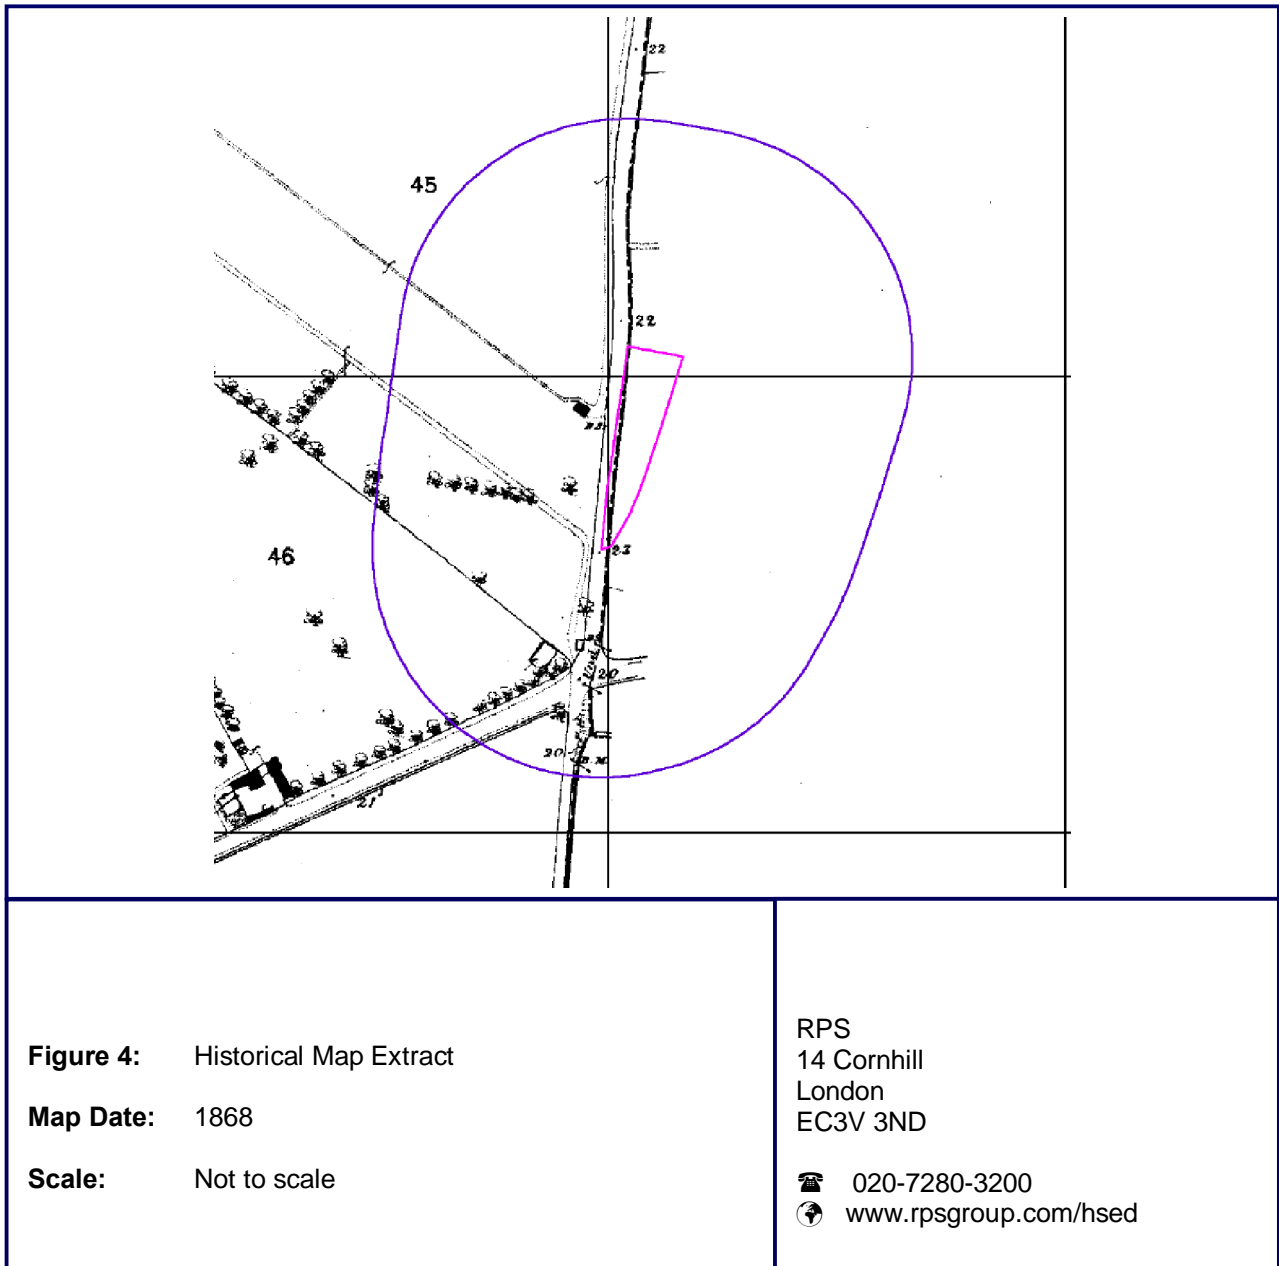 22
45
22
46
23
20
20
B.M.
21
Figure 4: Historical Map Extract
Map Date: 1868
Scale: Not to scale
RPS
14 Cornhill
London
EC3V 3ND
020-7280-3200
www.rpsgroup.com/hsed